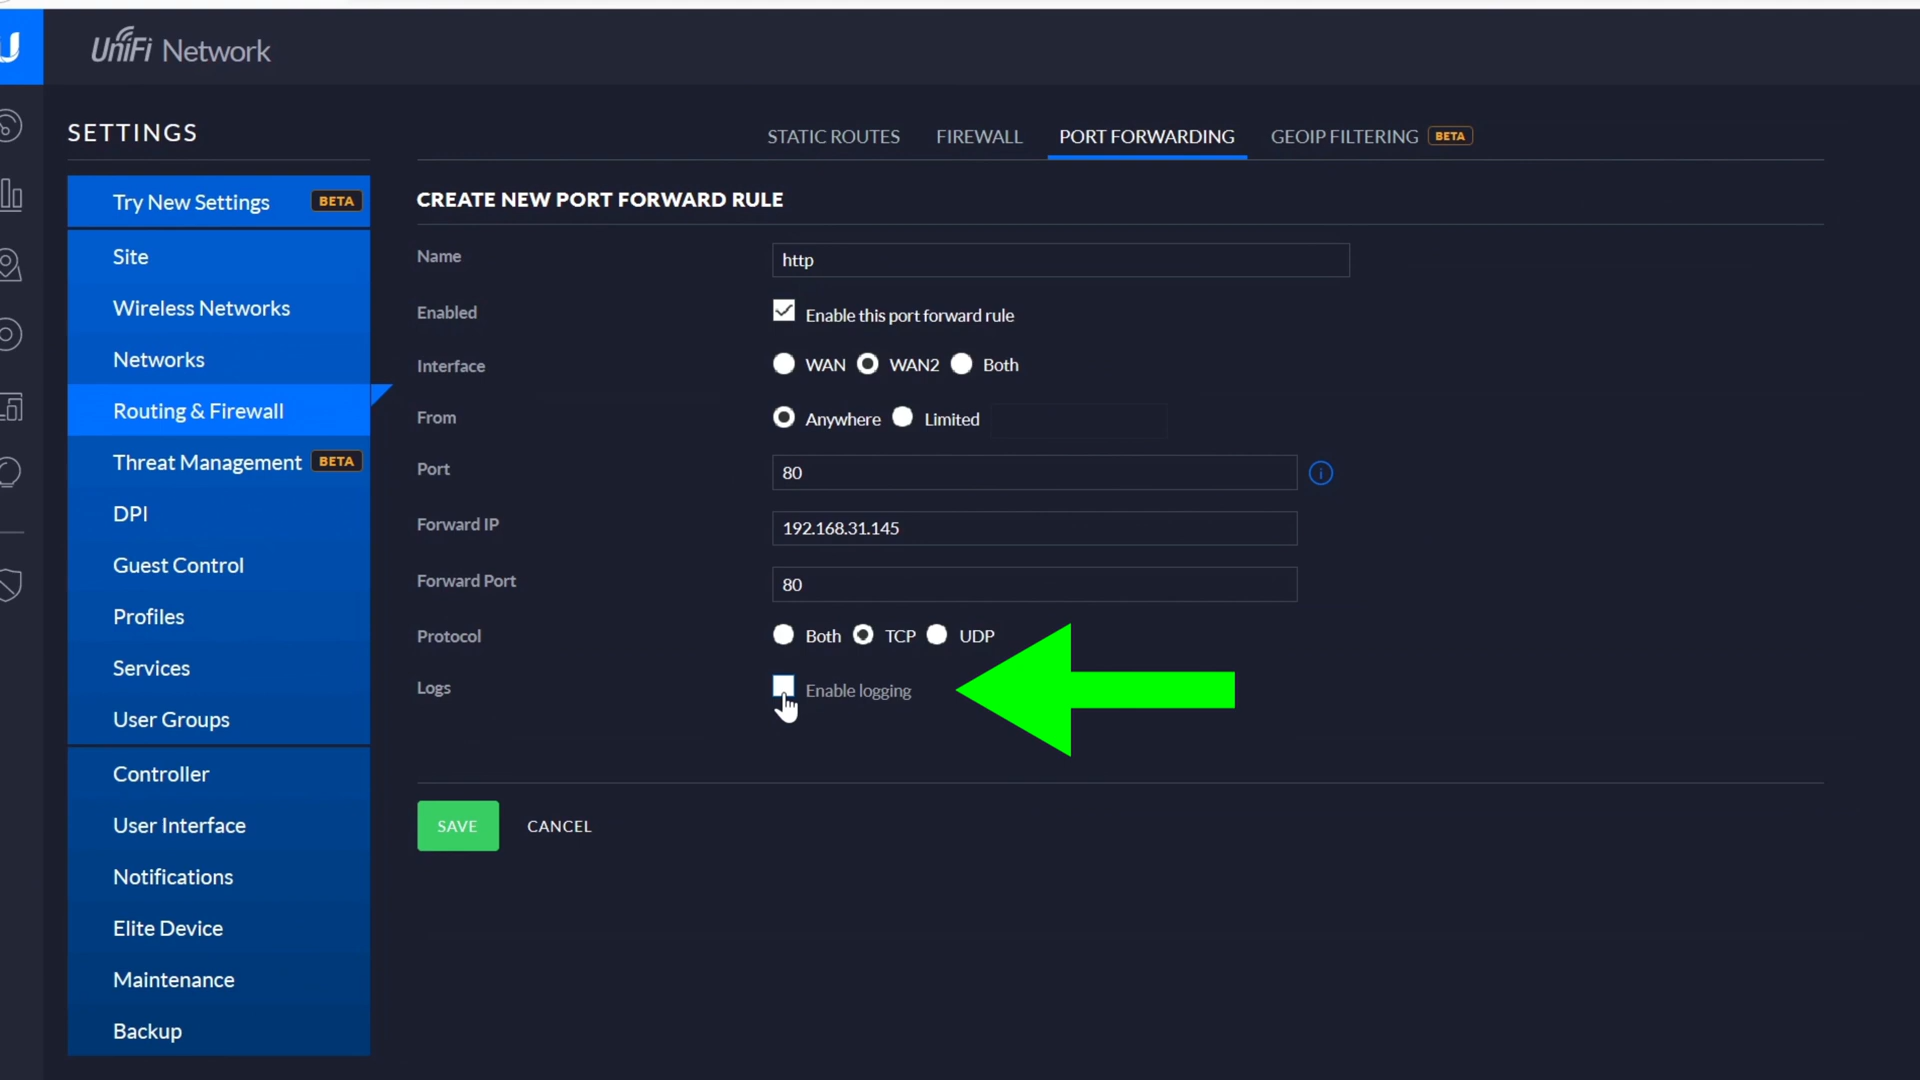 UniFi Network
SETTINGS
STATIC ROUTES FIREWALL PORT FORWARDING GEOIP FILTERING BETA
Try New Settings BETA
Site
Wireless Networks
Networks
Routing & Firewall
Threat Management BETA
DPI
Guest Control
Profiles
Services
User Groups
Controller
User Interface
Notifications
Elite Device
Maintenance
Backup
CREATE NEW PORT FORWARD RULE
Name http
Enabled Enable this port forward rule
Interface WAN WAN2 Both
From Anywhere Limited
Port 80
Forward IP 192.168.31.145
Forward Port 80
Protocol Both TCP UDP
Logs Enable logging
SAVE CANCEL